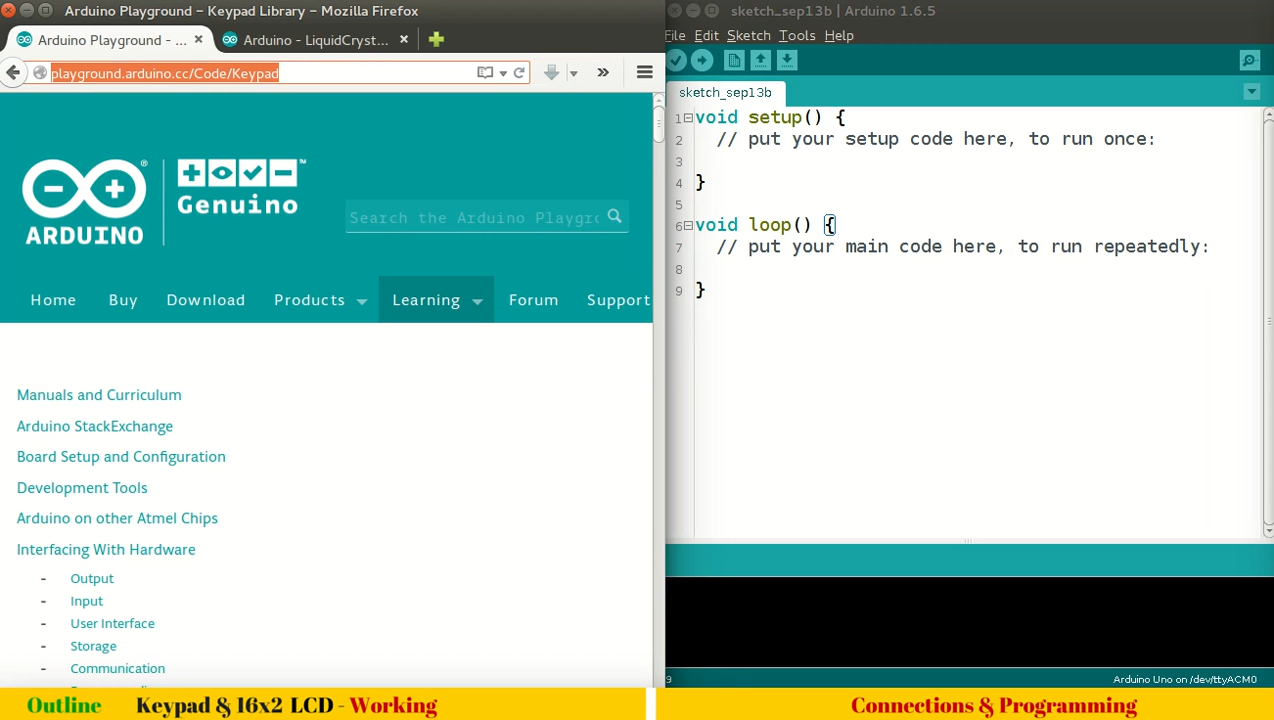 Arduino Playground - Keypad Library - Mozilla Firefox
Arduino Playground - ... × Arduino - LiquidCryst... ×
playground.arduino.cc/Code/Keypad
ARDUINO
Genuino
™
®
Search the Arduino Playgro
Home Buy Download Products Learning Forum Support
Manuals and Curriculum
Arduino StackExchange
Board Setup and Configuration
Development Tools
Arduino on other Atmel Chips
Interfacing With Hardware
- Output
- Input
- User Interface
- Storage
- Communication
sketch_sep13b | Arduino 1.6.5
File Edit Sketch Tools Help
sketch_sep13b
1 void setup() {
2 // put your setup code here, to run once:
3
4 }
5
6 void loop() {
7 // put your main code here, to run repeatedly:
8
9 }
9 Arduino Uno on /dev/ttyACM0
Outline Keypad & 16x2 LCD - Working
Connections & Programming